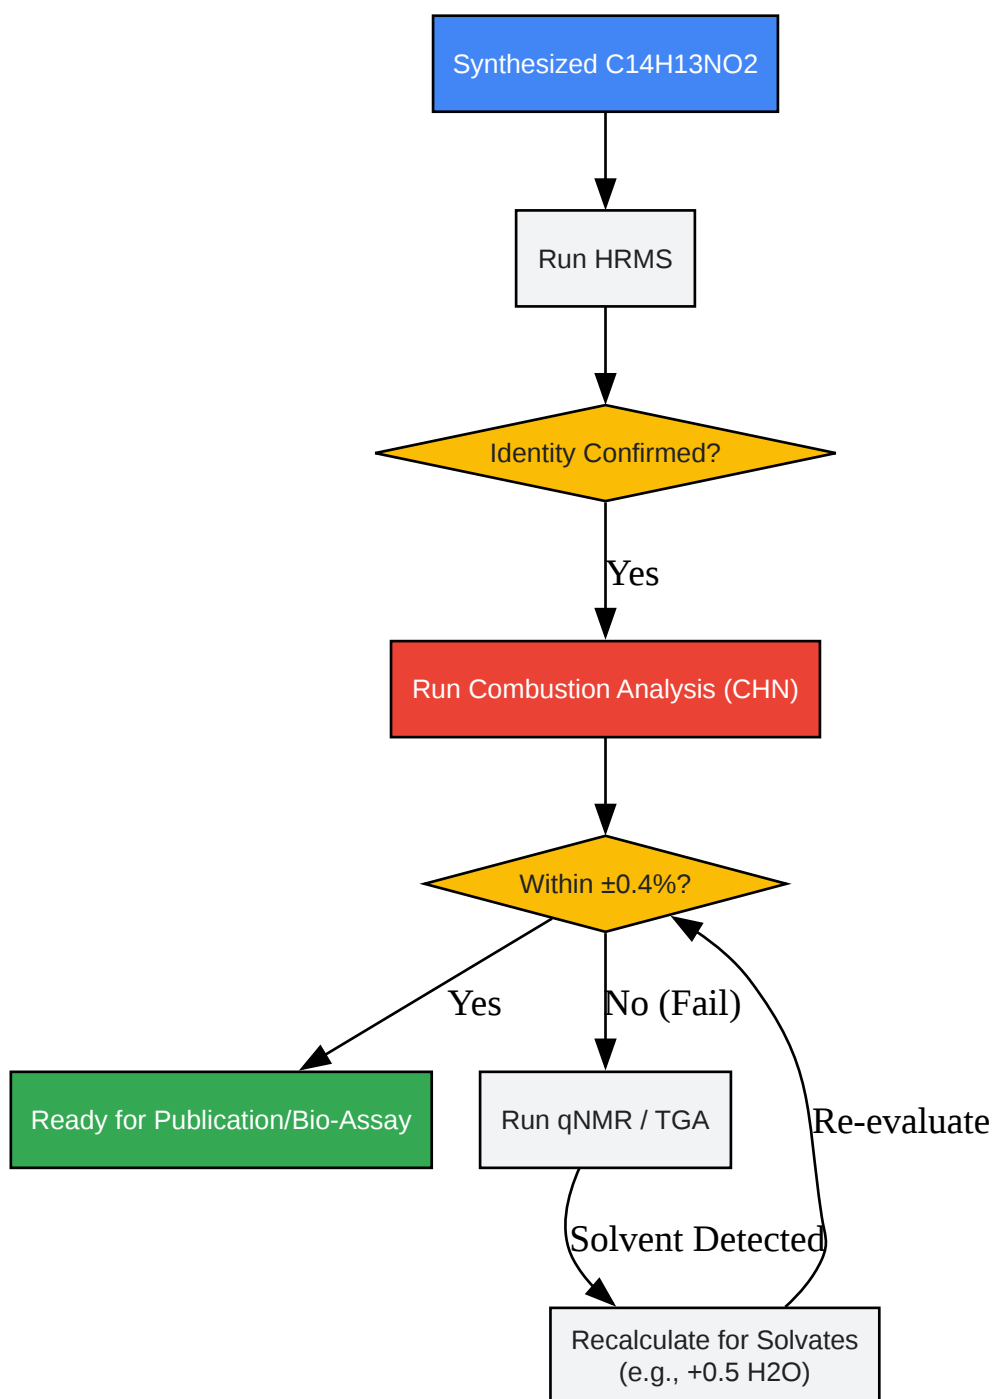 Synthesized C14H13NO2
Run HRMS
Identity Confirmed?
Yes
Run Combustion Analysis (CHN)
Within ±0.4%?
Yes
No (Fail)
Ready for Publication/Bio-Assay
Run qNMR / TGA
Re-evaluate
Solvent Detected
Recalculate for Solvates
(e.g., +0.5 H2O)